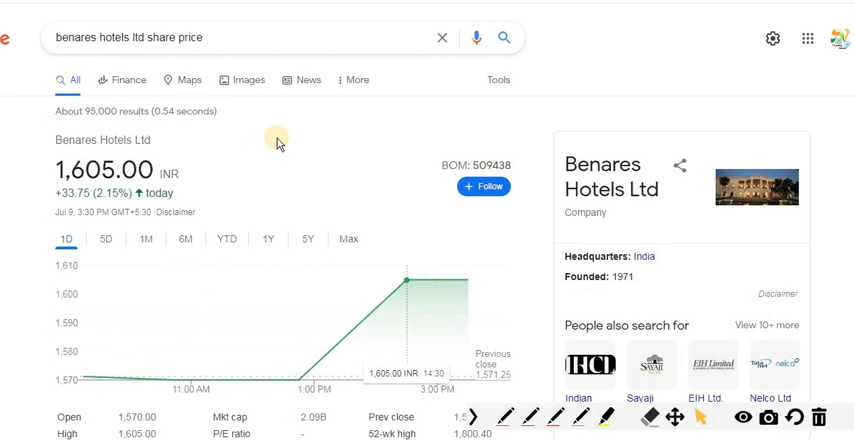 benares hotels ltd share price
All Finance Maps Images News More Tools
About 95,000 results (0.54 seconds)
Benares Hotels Ltd
1,605.00 INR
+33.75 (2.15%) today
Jul 9, 3:30 PM GMT+5:30 · Disclaimer
BOM: 509438
+ Follow
1D 5D 1M 6M YTD 1Y 5Y Max
1,610
1,600
1,590
1,580
1,570
1,605.00 INR 14:30
Previous
close
1,571.25
11:00 AM 1:00 PM 3:00 PM
Open 1,570.00 Mkt cap 2.09B Prev close
High 1,605.00 P/E ratio - 52-wk high 1,800.40
Benares
Hotels Ltd
Company
Headquarters: India
Founded: 1971
Disclaimer
People also search for View 10+ more
IHCL SAYAJI EIH Limited nelco
Indian Sayaji EIH Ltd. Nelco Ltd